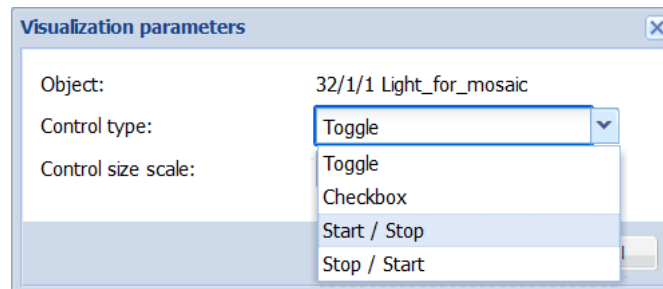 Visualization parameters
Object: 32/1/1 Light_for_mosaic
Control type: Toggle
Control size scale:
Toggle
Checkbox
Start / Stop
Stop / Start